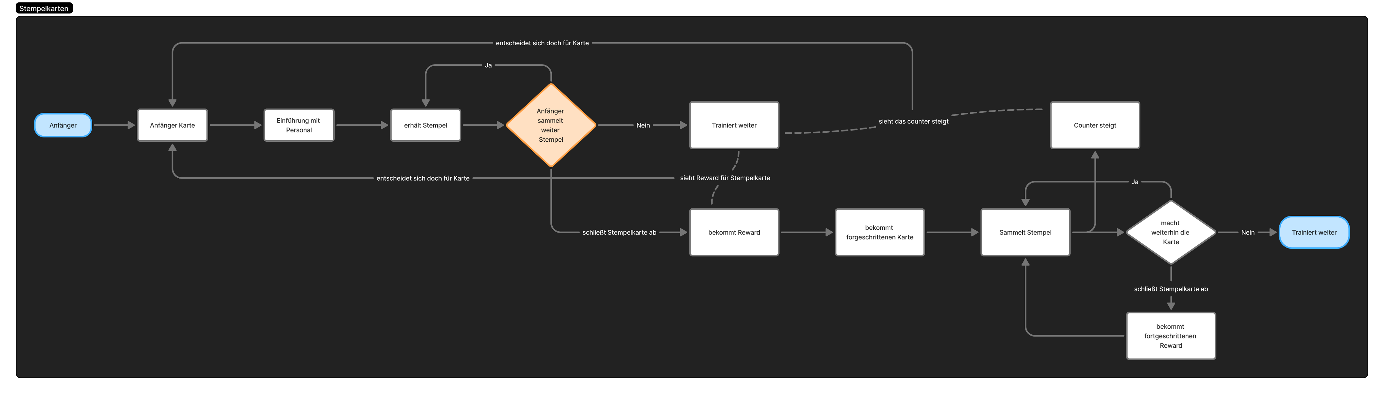 Stempelkarten
entscheidet sich doch für Karte
Ja
Anfänger
Anfänger Karte
Einführung mit
Personal
erhält Stempel
Anfänger
sammelt
weiter
Stempel
Nein
Trainiert weiter
sieht das counter steigt
Counter steigt
entscheidet sich doch für Karte
sieht Reward für Stempelkarte
Ja
schließt Stempelkarte ab
bekommt Reward
bekommt
forgeschrittenen Karte
Sammelt Stempel
macht
weiterhin die
Karte
Nein
Trainiert weiter
schließt Stempelkarte ab
bekommt
fortgeschrittenen
Reward